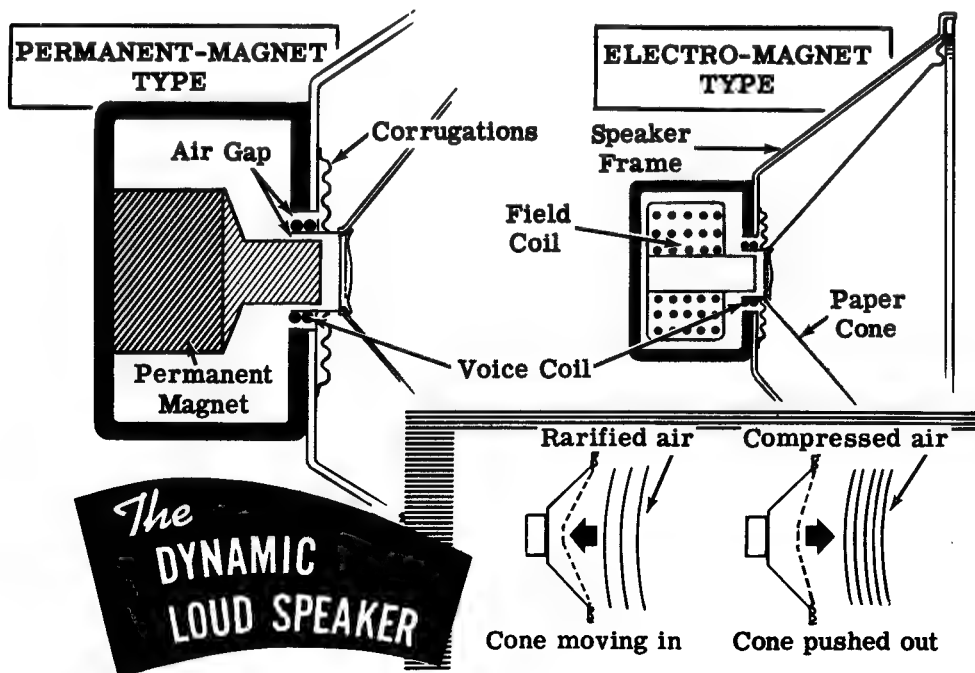 PERMANENT-MAGNET
TYPE
Corrugations
Air Gap
Permanent
Magnet
Voice Coil
ELECTRO-MAGNET
TYPE
Speaker
Frame
Field
Coil
Paper
Cone
The
DYNAMIC
LOUD SPEAKER
Rarified air
Compressed air
Cone moving in
Cone pushed out